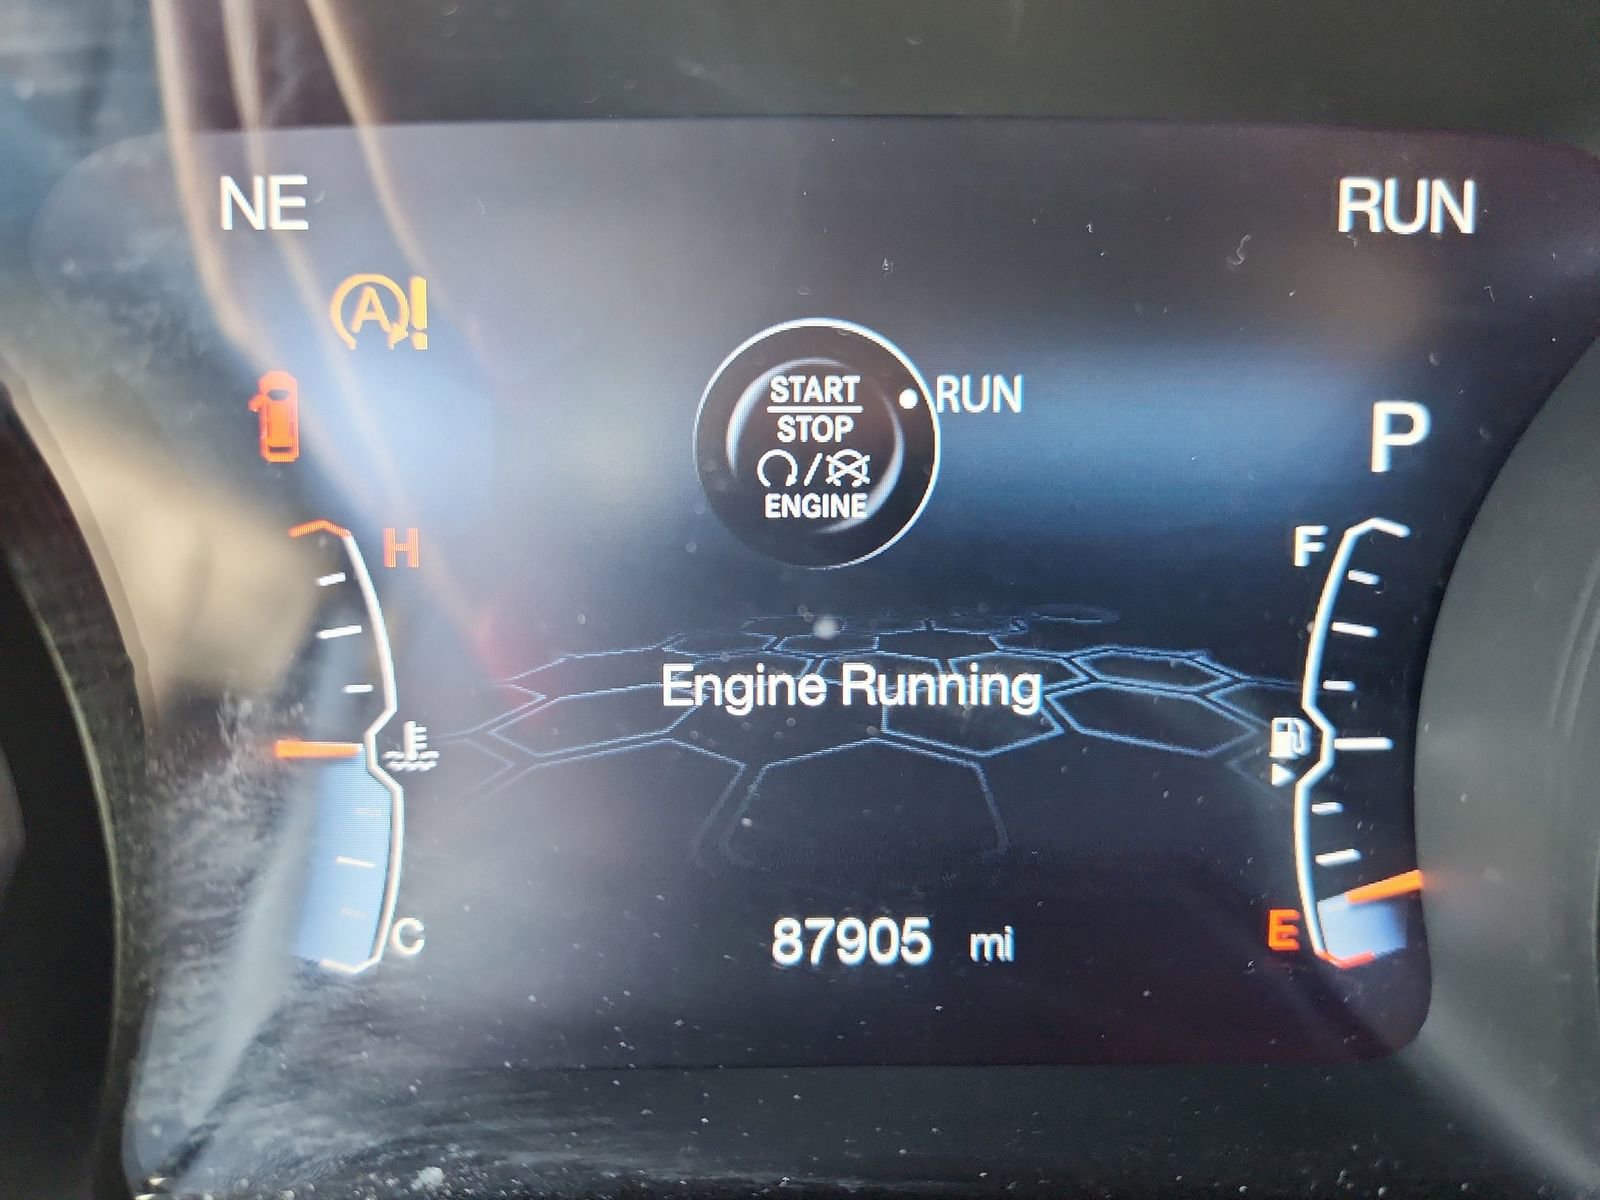 NE
RUN
A!
START
STOP
ENGINE
RUN
P
H
F
Engine Running
C
E
87905 mi